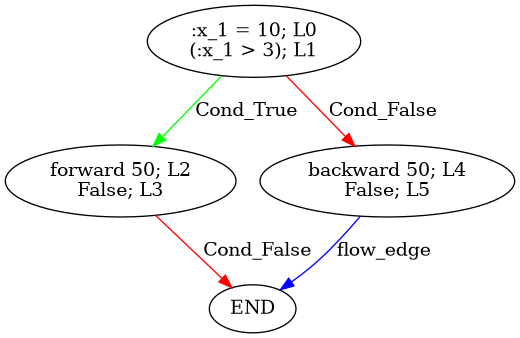 :x_1 = 10; L0
(:x_1 > 3); L1
Cond_True
Cond_False
forward 50; L2
False; L3
backward 50; L4
False; L5
Cond_False
flow_edge
END